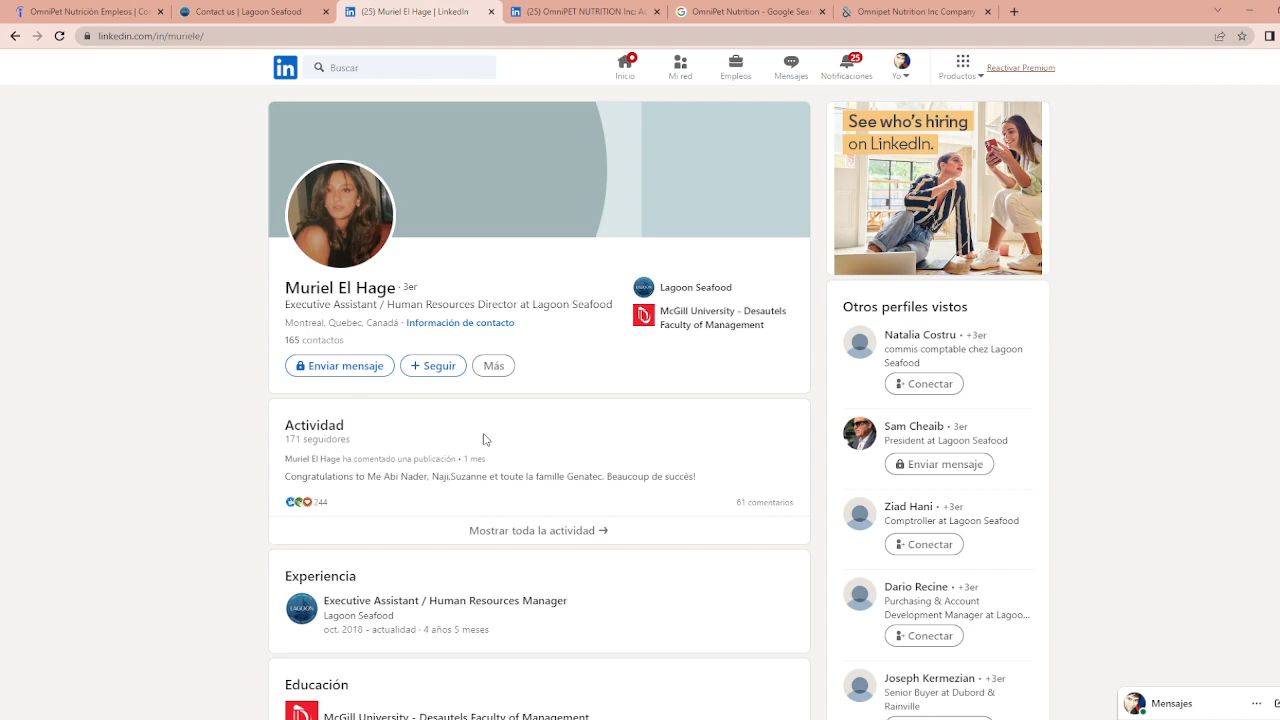 OmniPet Nutrition Empleos | Co
Contact us | Lagoon Seafood
(25) Muriel El Hage | LinkedIn
(25) OmniPET NUTRITION Inc: Ac
OmniPet Nutrition - Google Sea
OmniPet Nutrition Inc Company
linkedin.com/in/muriele/
in
Buscar
Inicio
Mi red
Empleos
Mensajes
25
Notificaciones
Yo
Productos
Reactivar Premium
See who's hiring
on LinkedIn.
Muriel El Hage · 3er
Executive Assistant / Human Resources Director at Lagoon Seafood
Montreal, Quebec, Canadá · Información de contacto
165 contactos
Enviar mensaje
+ Seguir
Más
Lagoon Seafood
McGill University - Desautels
Faculty of Management
Actividad
171 seguidores
Muriel El Hage ha comentado una publicación • 1 mes
Congratulations to Me Abi Nader, Naji,Suzanne et toute la famille Genatec. Beaucoup de succès!
244
61 comentarios
Mostrar toda la actividad →
Experiencia
LAGOON
Executive Assistant / Human Resources Manager
Lagoon Seafood
oct. 2018 - actualidad · 4 años 5 meses
Educación
McGill University - Desautels Faculty of Management
Otros perfiles vistos
Natalia Costru • +3er
commis comptable chez Lagoon
Seafood
Conectar
Sam Cheaib • 3er
President at Lagoon Seafood
Enviar mensaje
Ziad Hani • +3er
Comptroller at Lagoon Seafood
Conectar
Dario Recine • +3er
Purchasing & Account
Development Manager at Lagoo...
Conectar
Joseph Kermezian • +3er
Senior Buyer at Dubord &
Rainville
Mensajes